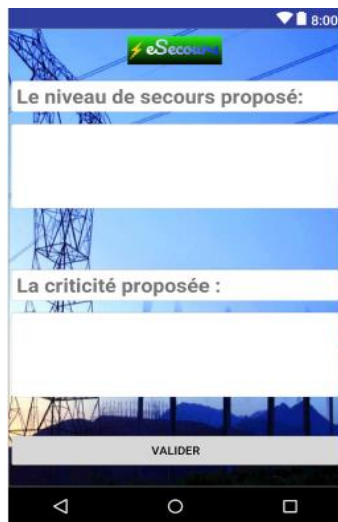 8:00
eSecours
Le niveau de secours proposé:
La criticité proposée :
VALIDER